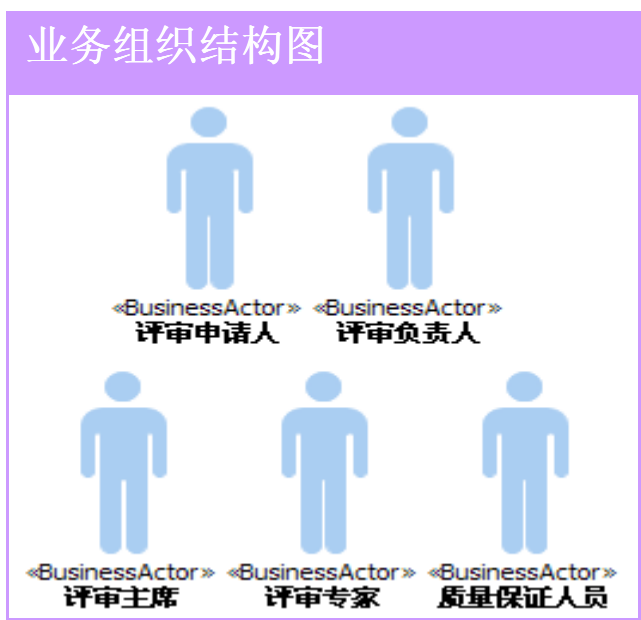 业务组织结构图
«BusinessActor» «BusinessActor»
评审申请人 评审负责人
«BusinessActor» «BusinessActor» «BusinessActor»
评审主席 评审专家 质量保证人员